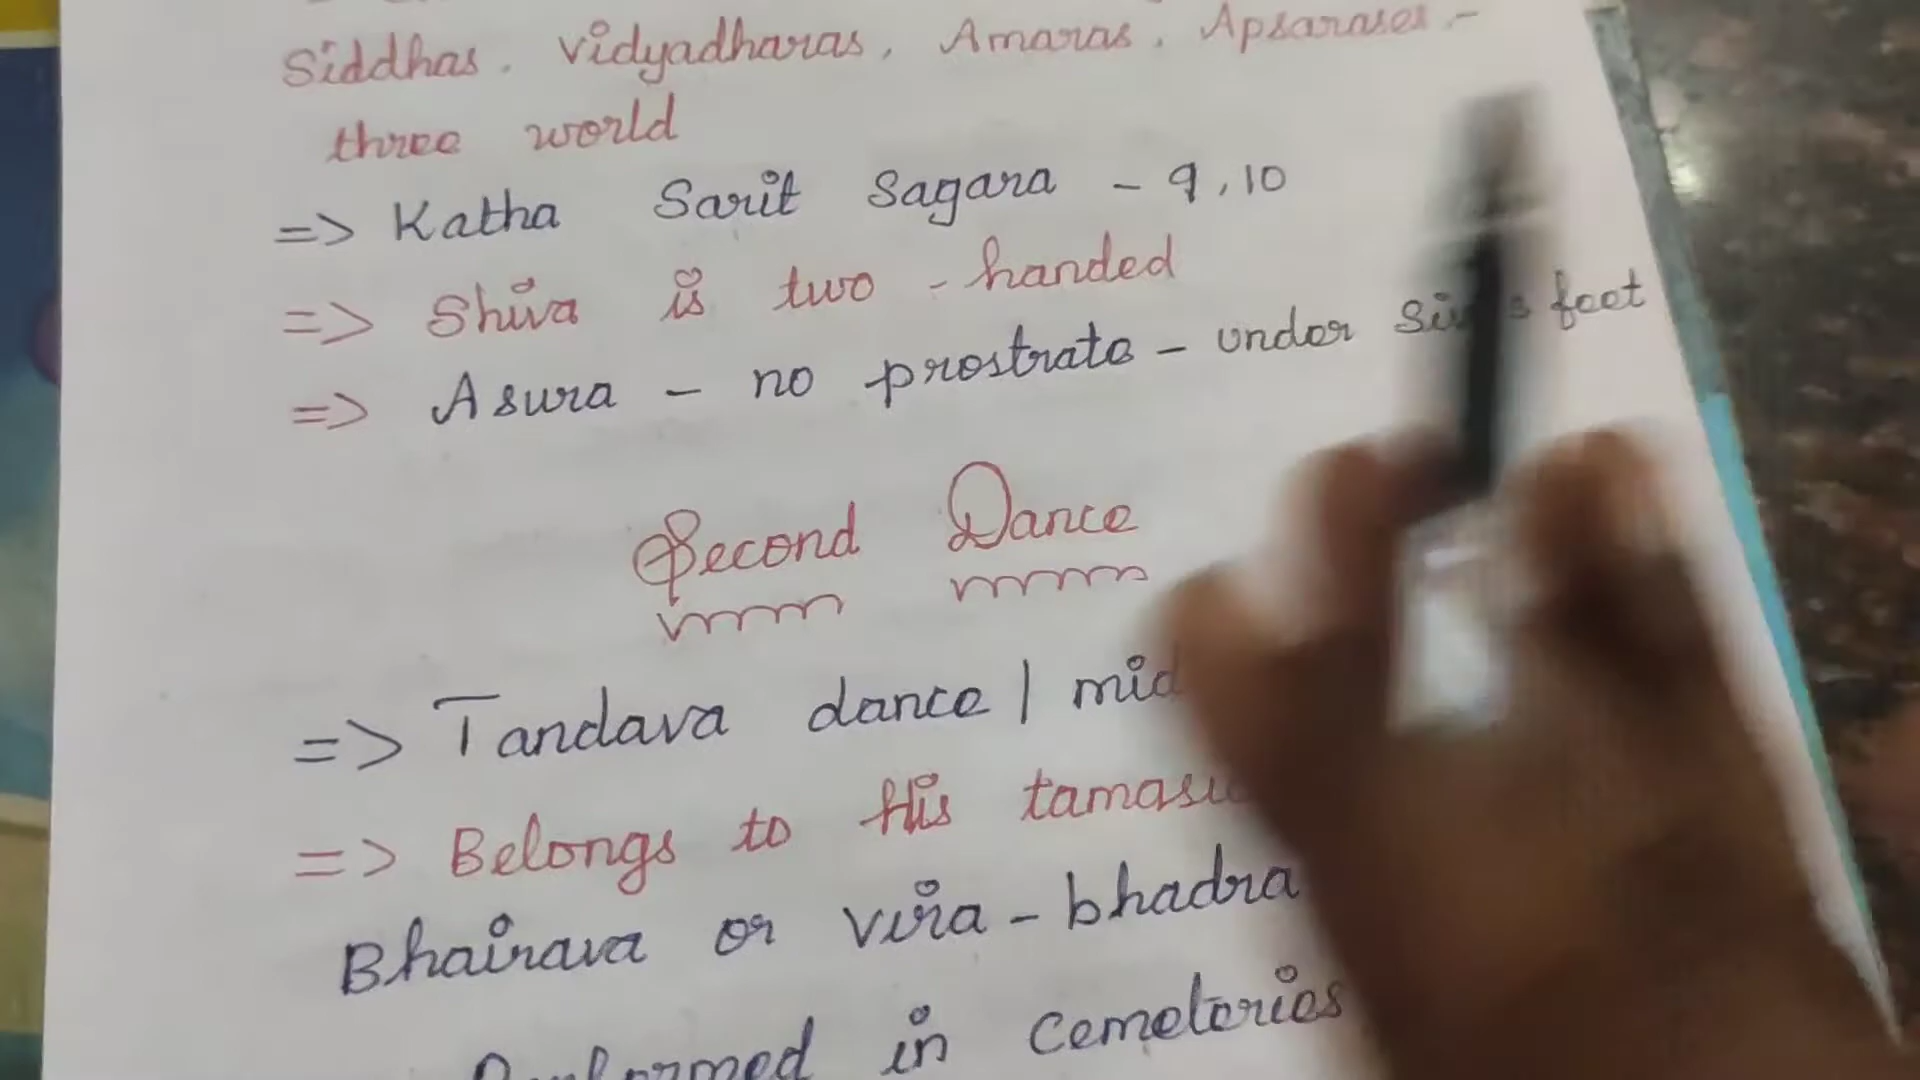 Siddhas, Vidyadharas, Amaras, Apsarases -
three world
=> Katha Sarit Sagara - 9,10
=> Shiva is two - handed
=> Asura - no prostrate - under feet
Second Dance
=> Tandava dance |
=> Belongs to His
Bhairava or Vira - bhadra
in cemeteries